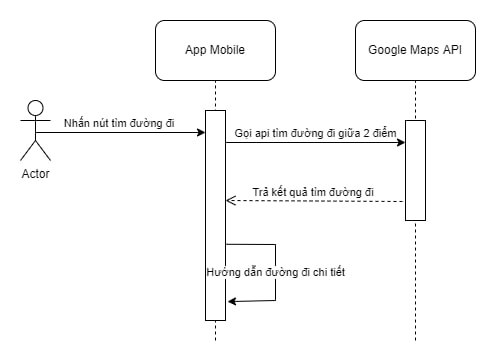 App Mobile
Google Maps API
Nhấn nút tìm đường đi
Gọi api tìm đường đi giữa 2 điểm
Actor
Trả kết quả tìm đường đi
Hướng dẫn đường đi chi tiết